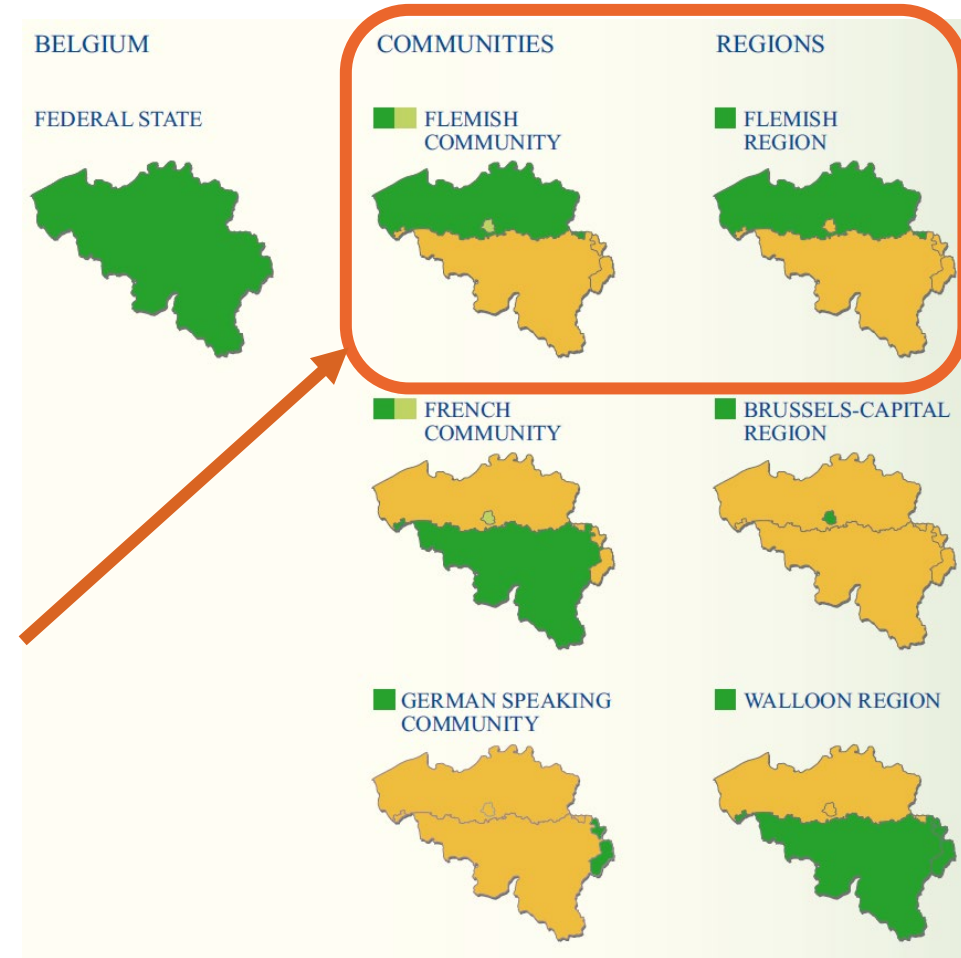 BELGIUM
COMMUNITIES
REGIONS
FEDERAL STATE
FLEMISH
COMMUNITY
FLEMISH
REGION
FRENCH
COMMUNITY
BRUSSELS-CAPITAL
REGION
GERMAN SPEAKING
COMMUNITY
WALLOON REGION